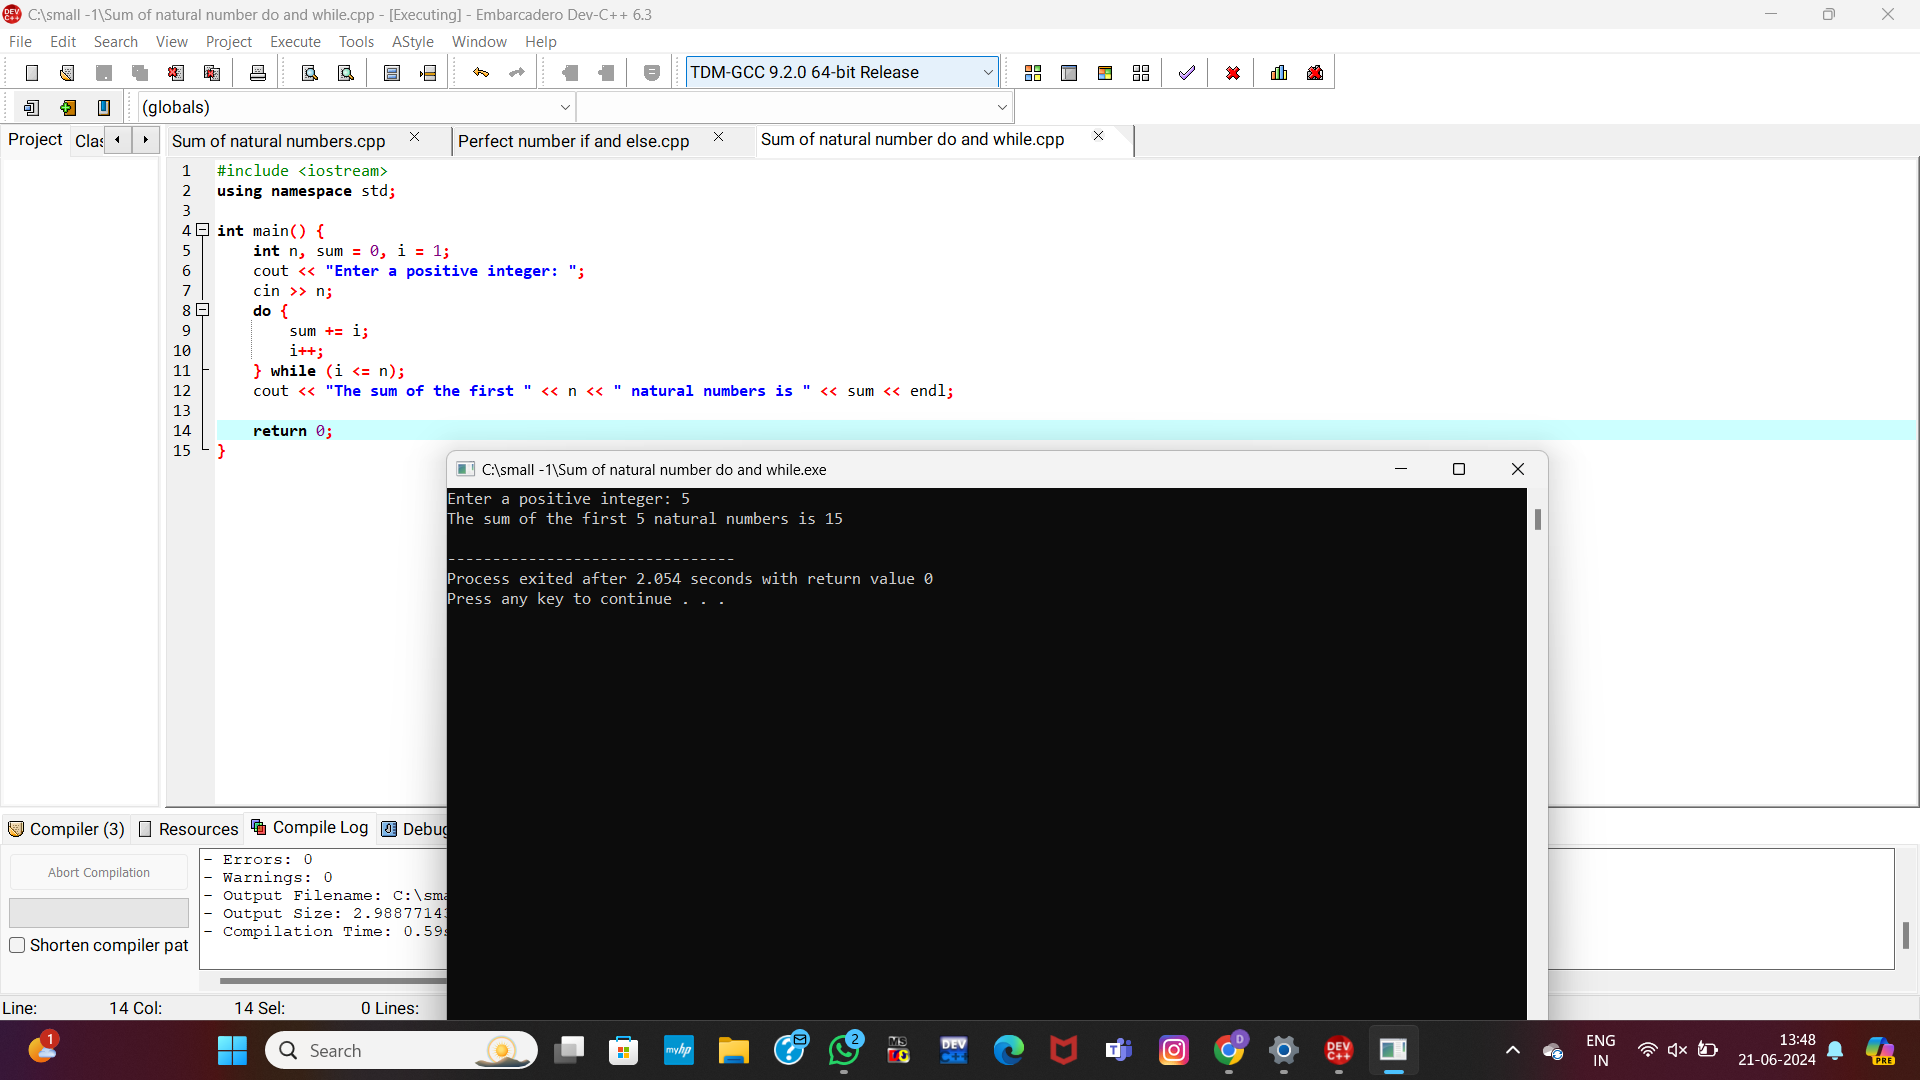 C:\small -1\Sum of natural number do and while.cpp - [Executing] - Embarcadero Dev-C++ 6.3
File Edit Search View Project Execute Tools AStyle Window Help
TDM-GCC 9.2.0 64-bit Release
(globals)
Project Clas Sum of natural numbers.cpp Perfect number if and else.cpp Sum of natural number do and while.cpp
1 #include <iostream>
2 using namespace std;
3
4 int main() {
5 int n, sum = 0, i = 1;
6 cout << "Enter a positive integer: ";
7 cin >> n;
8 do {
9 sum += i;
10 i++;
11 } while (i <= n);
12 cout << "The sum of the first " << n << " natural numbers is " << sum << endl;
13
14 return 0;
15 }
C:\small -1\Sum of natural number do and while.exe
Enter a positive integer: 5
The sum of the first 5 natural numbers is 15
--------------------------------
Process exited after 2.054 seconds with return value 0
Press any key to continue . . .
Compiler (3) Resources Compile Log Debug
Abort Compilation
Shorten compiler pat
- Errors: 0
- Warnings: 0
- Output Filename: C:\sma
- Output Size: 2.9887714
- Compilation Time: 0.59s
Line: 14 Col: 14 Sel: 0 Lines:
1
Search
myhp
2
MS
LO
DEV
C++
D
DEV
C++
ENG
IN
13:48
21-06-2024
PRE